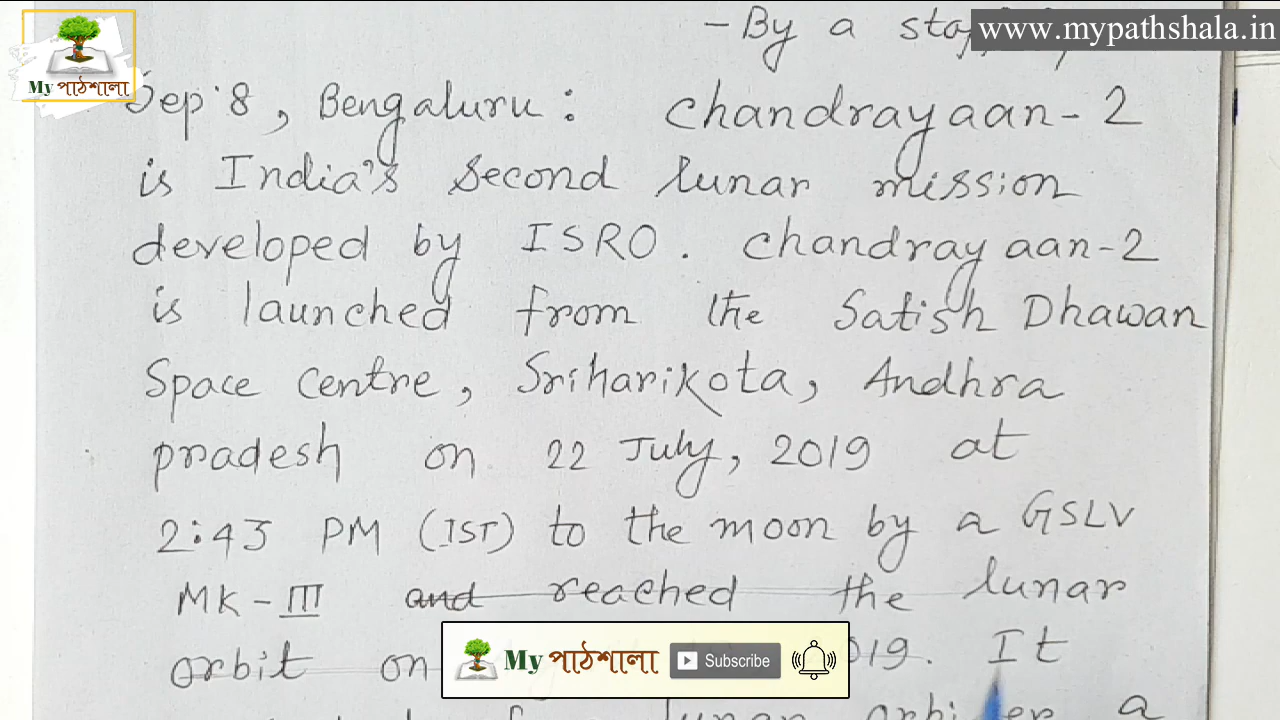 www.mypathshala.in
My পাঠশালা
- By a
Sep 8, Bengaluru: Chandrayaan-2
is India's Second lunar mission
developed by ISRO. Chandrayaan-2
is launched from the Satish Dhawan
Space Centre, Sriharikota, Andhra
pradesh on 22 July, 2019 at
2:43 PM (IST) to the moon by a GSLV
MK-III and reached the lunar
orbit on 019. It
My পাঠশালা Subscribe
lunar a